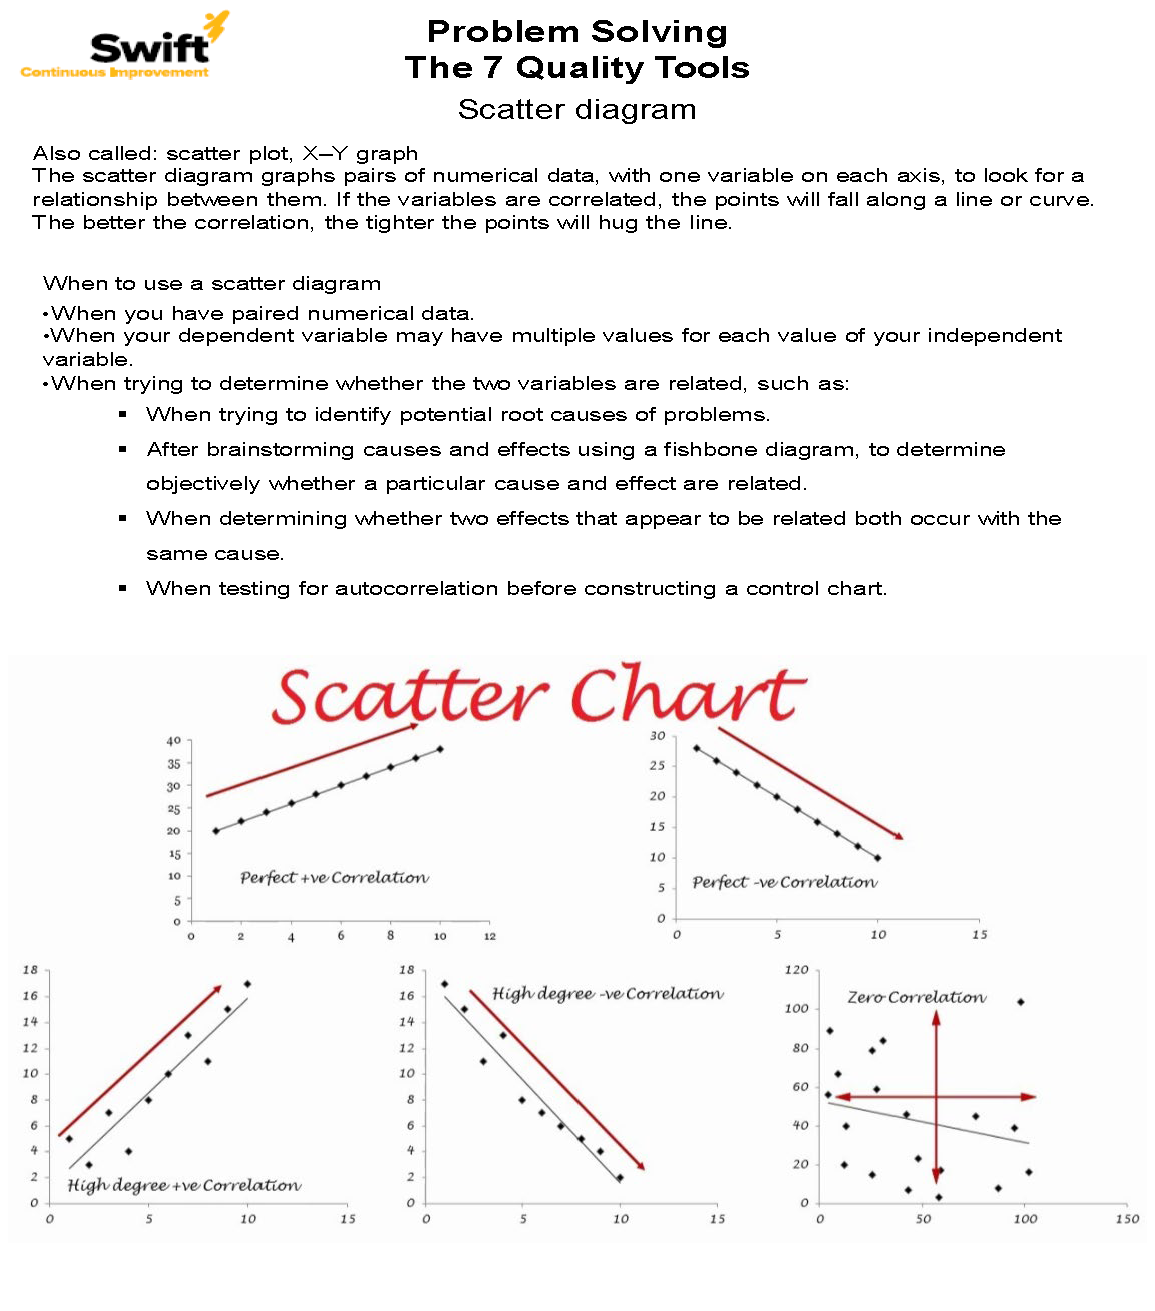 Swift
Continuous Improvement
Problem Solving
The 7 Quality Tools
Scatter diagram
Also called: scatter plot, X–Y graph
The scatter diagram graphs pairs of numerical data, with one variable on each axis, to look for a
relationship between them. If the variables are correlated, the points will fall along a line or curve.
The better the correlation, the tighter the points will hug the line.
When to use a scatter diagram
•When you have paired numerical data.
•When your dependent variable may have multiple values for each value of your independent
variable.
•When trying to determine whether the two variables are related, such as:
▪ When trying to identify potential root causes of problems.
▪ After brainstorming causes and effects using a fishbone diagram, to determine
objectively whether a particular cause and effect are related.
▪ When determining whether two effects that appear to be related both occur with the
same cause.
▪ When testing for autocorrelation before constructing a control chart.
Scatter Chart
40
35
30
25
20
15
10
5
0
0 2 4 6 8 10 12
Perfect +ve Correlation
30
25
20
15
10
5
0
0 5 10 15
Perfect -ve Correlation
18
16
14
12
10
8
6
4
2
0
0 5 10 15
High degree +ve Correlation
18
16
14
12
10
8
6
4
2
0
0 5 10 15
High degree -ve Correlation
120
100
80
60
40
20
0
0 50 100 150
Zero Correlation